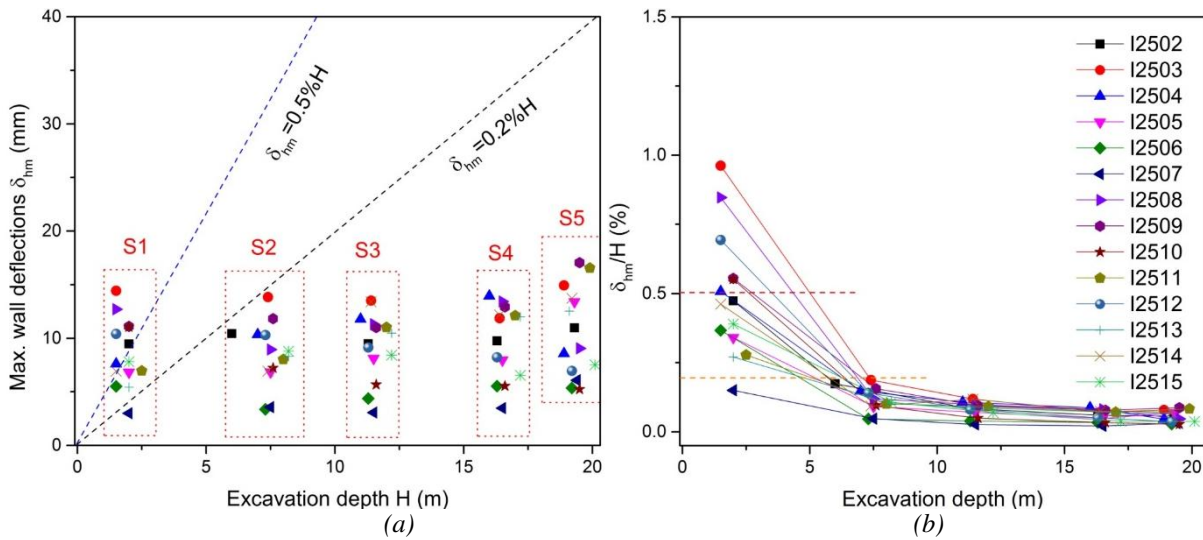 40
30
20
10
0
0
5
10
15
20
Max. wall deflections δhm (mm)
Excavation depth H (m)
δhm=0.5%H
δhm=0.2%H
S1
S2
S3
S4
S5
(a)
1.5
1.0
0.5
0.0
0
5
10
15
20
δhm/H (%)
Excavation depth (m)
I2502
I2503
I2504
I2505
I2506
I2507
I2508
I2509
I2510
I2511
I2512
I2513
I2514
I2515
(b)